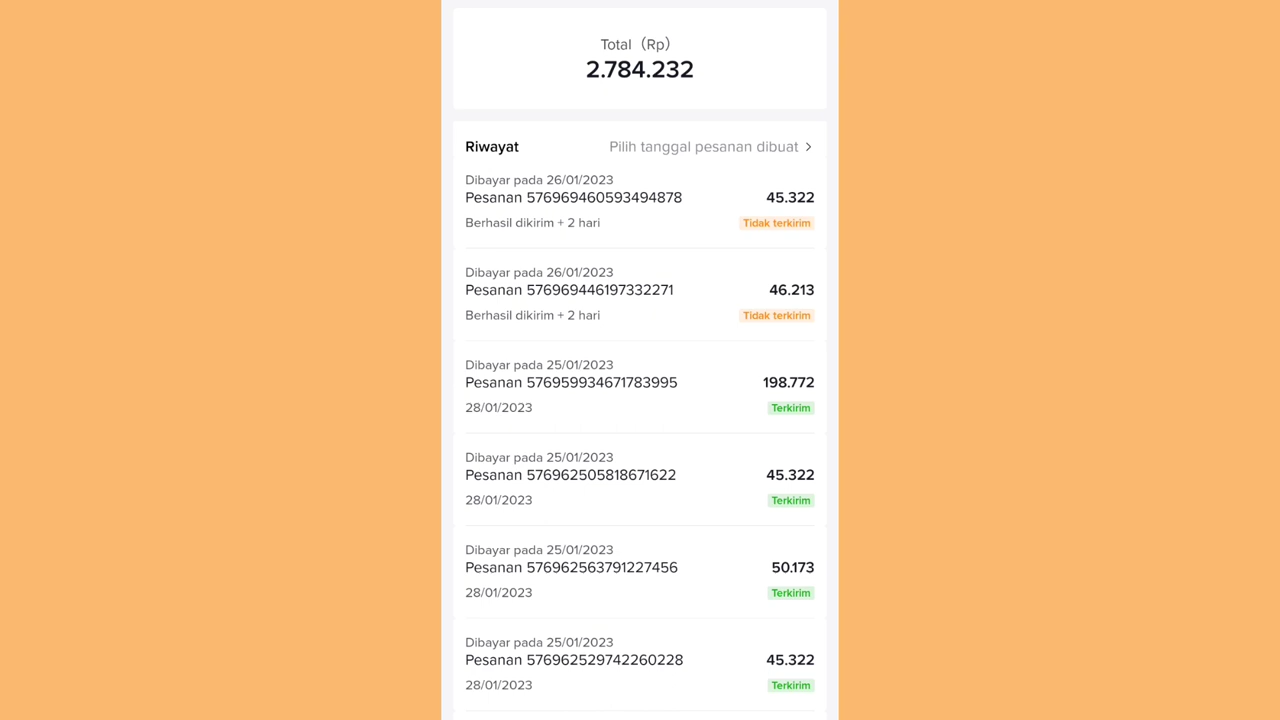 Total（Rp）
2.784.232
Riwayat Pilih tanggal pesanan dibuat >
Dibayar pada 26/01/2023
Pesanan 576969460593494878 45.322
Berhasil dikirim + 2 hari Tidak terkirim
Dibayar pada 26/01/2023
Pesanan 576969446197332271 46.213
Berhasil dikirim + 2 hari Tidak terkirim
Dibayar pada 25/01/2023
Pesanan 576959934671783995 198.772
28/01/2023 Terkirim
Dibayar pada 25/01/2023
Pesanan 576962505818671622 45.322
28/01/2023 Terkirim
Dibayar pada 25/01/2023
Pesanan 576962563791227456 50.173
28/01/2023 Terkirim
Dibayar pada 25/01/2023
Pesanan 576962529742260228 45.322
28/01/2023 Terkirim